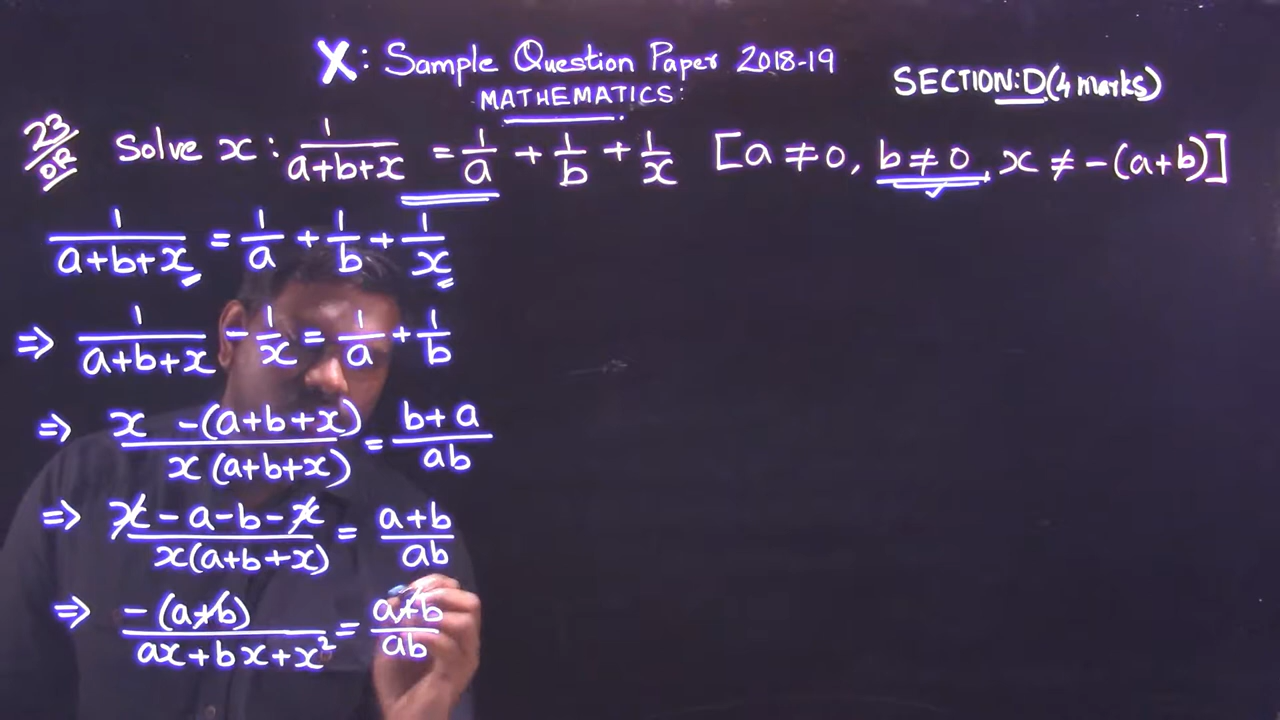 X: Sample Question Paper 2018-19
MATHEMATICS:
SECTION:D(4 marks)
23/OR Solve x: 1/(a+b+x) = 1/a + 1/b + 1/x [a ≠ 0, b ≠ 0, x ≠ -(a+b)]
1/(a+b+x) = 1/a + 1/b + 1/x
⇒ 1/(a+b+x) - 1/x = 1/a + 1/b
⇒ (x -(a+b+x))/(x(a+b+x)) = (b+a)/(ab)
⇒ (x-a-b-x)/(x(a+b+x)) = (a+b)/(ab)
⇒ (-(a+b))/(ax+bx+x²) = (a+b)/(ab)